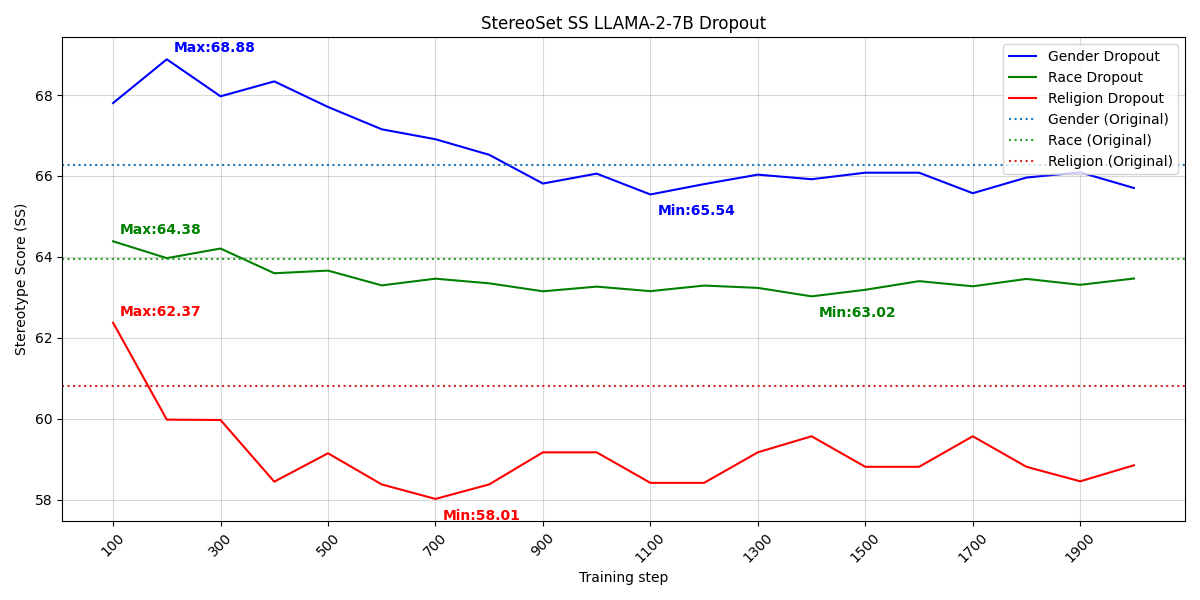 StereoSet SS LLAMA-2-7B Dropout
Max:68.88
Gender Dropout
Race Dropout
Religion Dropout
Gender (Original)
Race (Original)
Religion (Original)
68
66
64
62
60
58
Stereotype Score (SS)
Min:65.54
Max:64.38
Min:63.02
Max:62.37
Min:58.01
100
300
500
700
900
1100
1300
1500
1700
1900
Training step